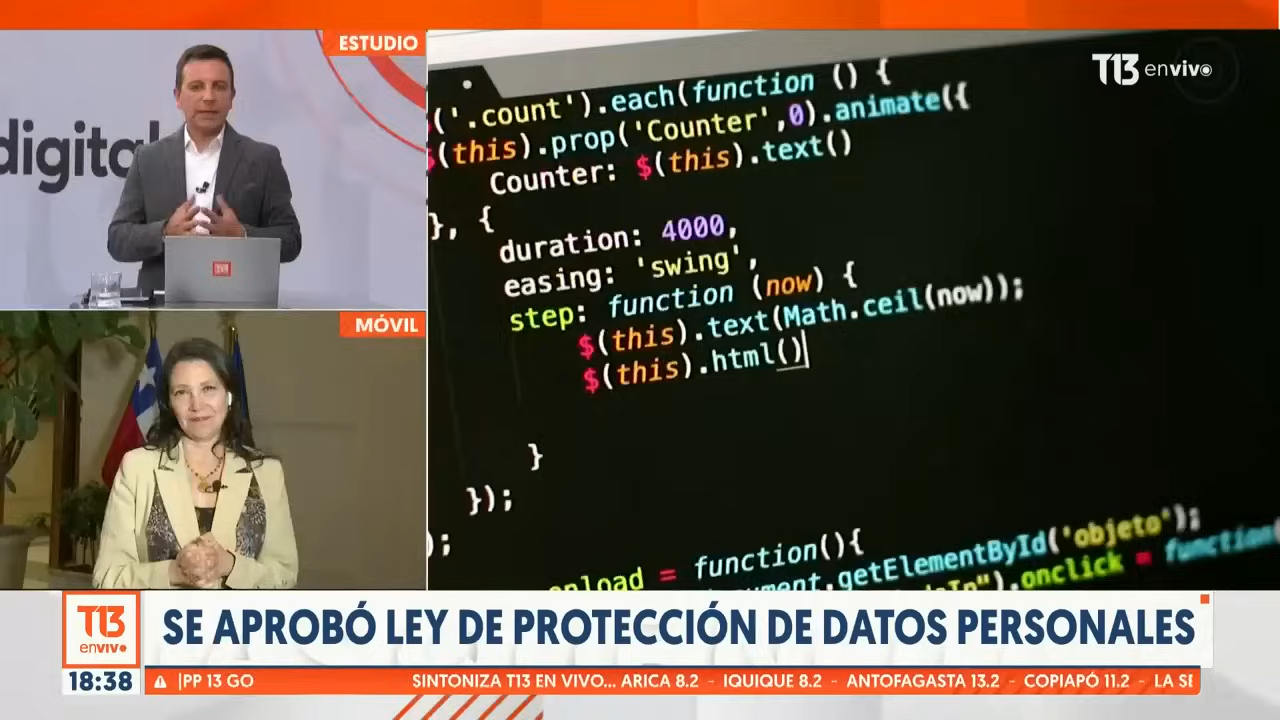 ESTUDIO
digital
T13
MÓVIL
T13 envivo
('.count').each(function () {
$(this).prop('Counter',0).animate({
Counter: $(this).text()
}, {
duration: 4000,
easing: 'swing',
step: function (now) {
$(this).text(Math.ceil(now));
$(this).html()
}
});
);
onload = function(){
ument.getElementById('objeto');
").onclick = function(
T13
envivo
SE APROBÓ LEY DE PROTECCIÓN DE DATOS PERSONALES
18:38
|PP 13 GO
SINTONIZA T13 EN VIVO... ARICA 8.2 - IQUIQUE 8.2 - ANTOFAGASTA 13.2 - COPIAPÓ 11.2 - LA SE